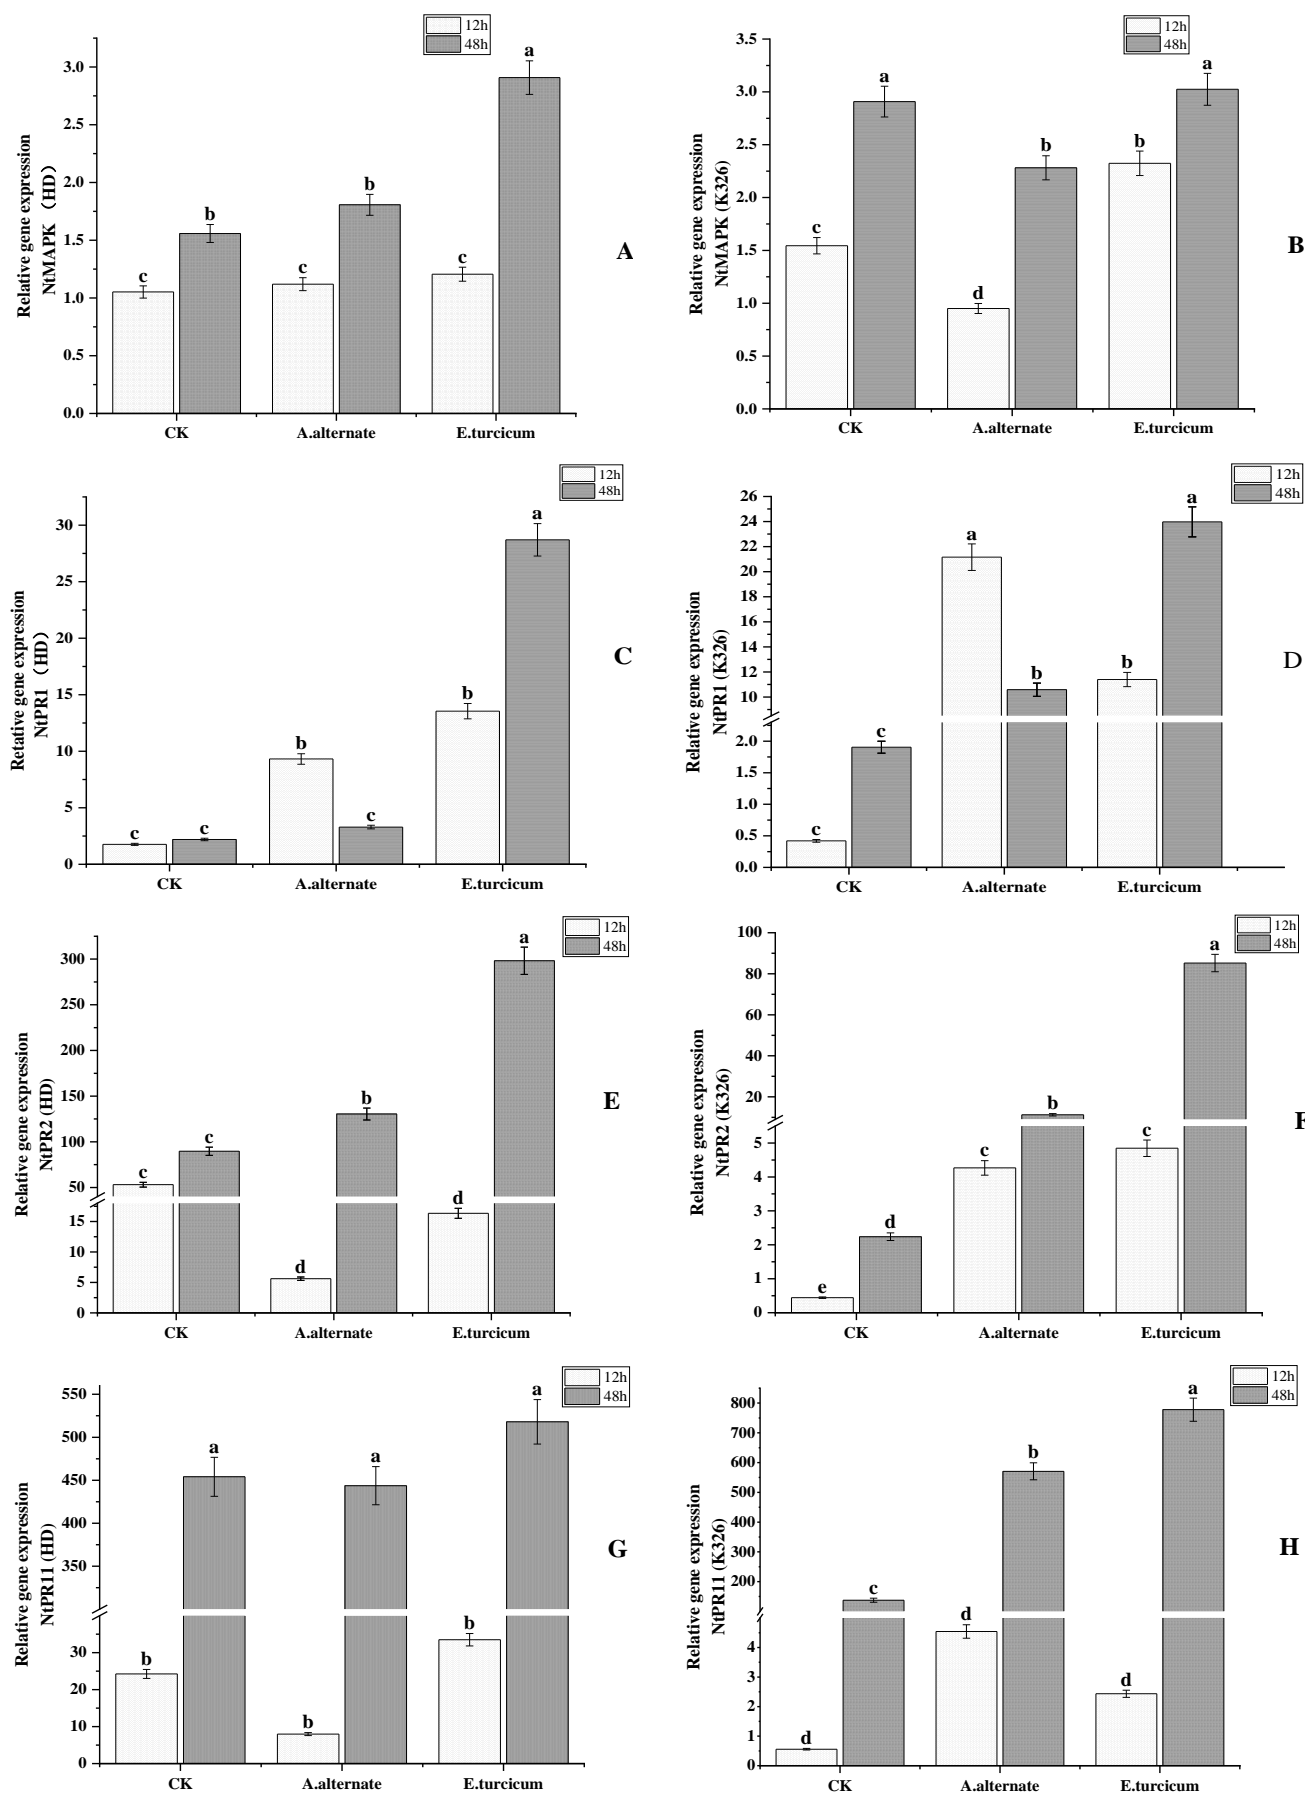 12h
48h
Relative gene expression
NtMAPK （HD）
3.0
2.5
2.0
1.5
1.0
0.5
0.0
c
b
c
b
c
a
CK
A.alternate
E.turcicum
A
12h
48h
Relative gene expression
NtMAPK (K326)
3.5
3.0
2.5
2.0
1.5
1.0
0.5
0.0
c
a
d
b
b
a
CK
A.alternate
E.turcicum
B
12h
48h
Retative gene expression
NtPR1 （HD）
30
25
20
15
10
5
0
c
c
b
c
b
a
CK
A.alternate
E.turcicum
C
12h
48h
Relative gene expression
NtPR1 (K326)
26
24
22
20
18
16
14
12
10
2.0
1.5
1.0
0.5
0.0
c
c
a
b
b
a
CK
A.alternate
E.turcicum
D
12h
48h
Relative gene expression
NtPR2 (HD)
300
250
200
150
100
50
15
10
5
0
c
c
d
b
d
a
CK
A.alternate
E.turcicum
E
12h
48h
Relative gene expression
NtPR2 (K326)
100
80
60
40
20
5
4
3
2
1
0
e
d
c
b
c
a
CK
A.alternate
E.turcicum
F
12h
48h
Relative gene expression
NtPR11 (HD)
550
500
450
400
350
30
20
10
0
b
a
b
a
b
a
CK
A.alternate
E.turcicum
G
12h
48h
Relative gene expression
NtPR11 (K326)
800
700
600
500
400
300
200
4
3
2
1
0
d
c
d
b
d
a
CK
A.alternate
E.turcicum
H